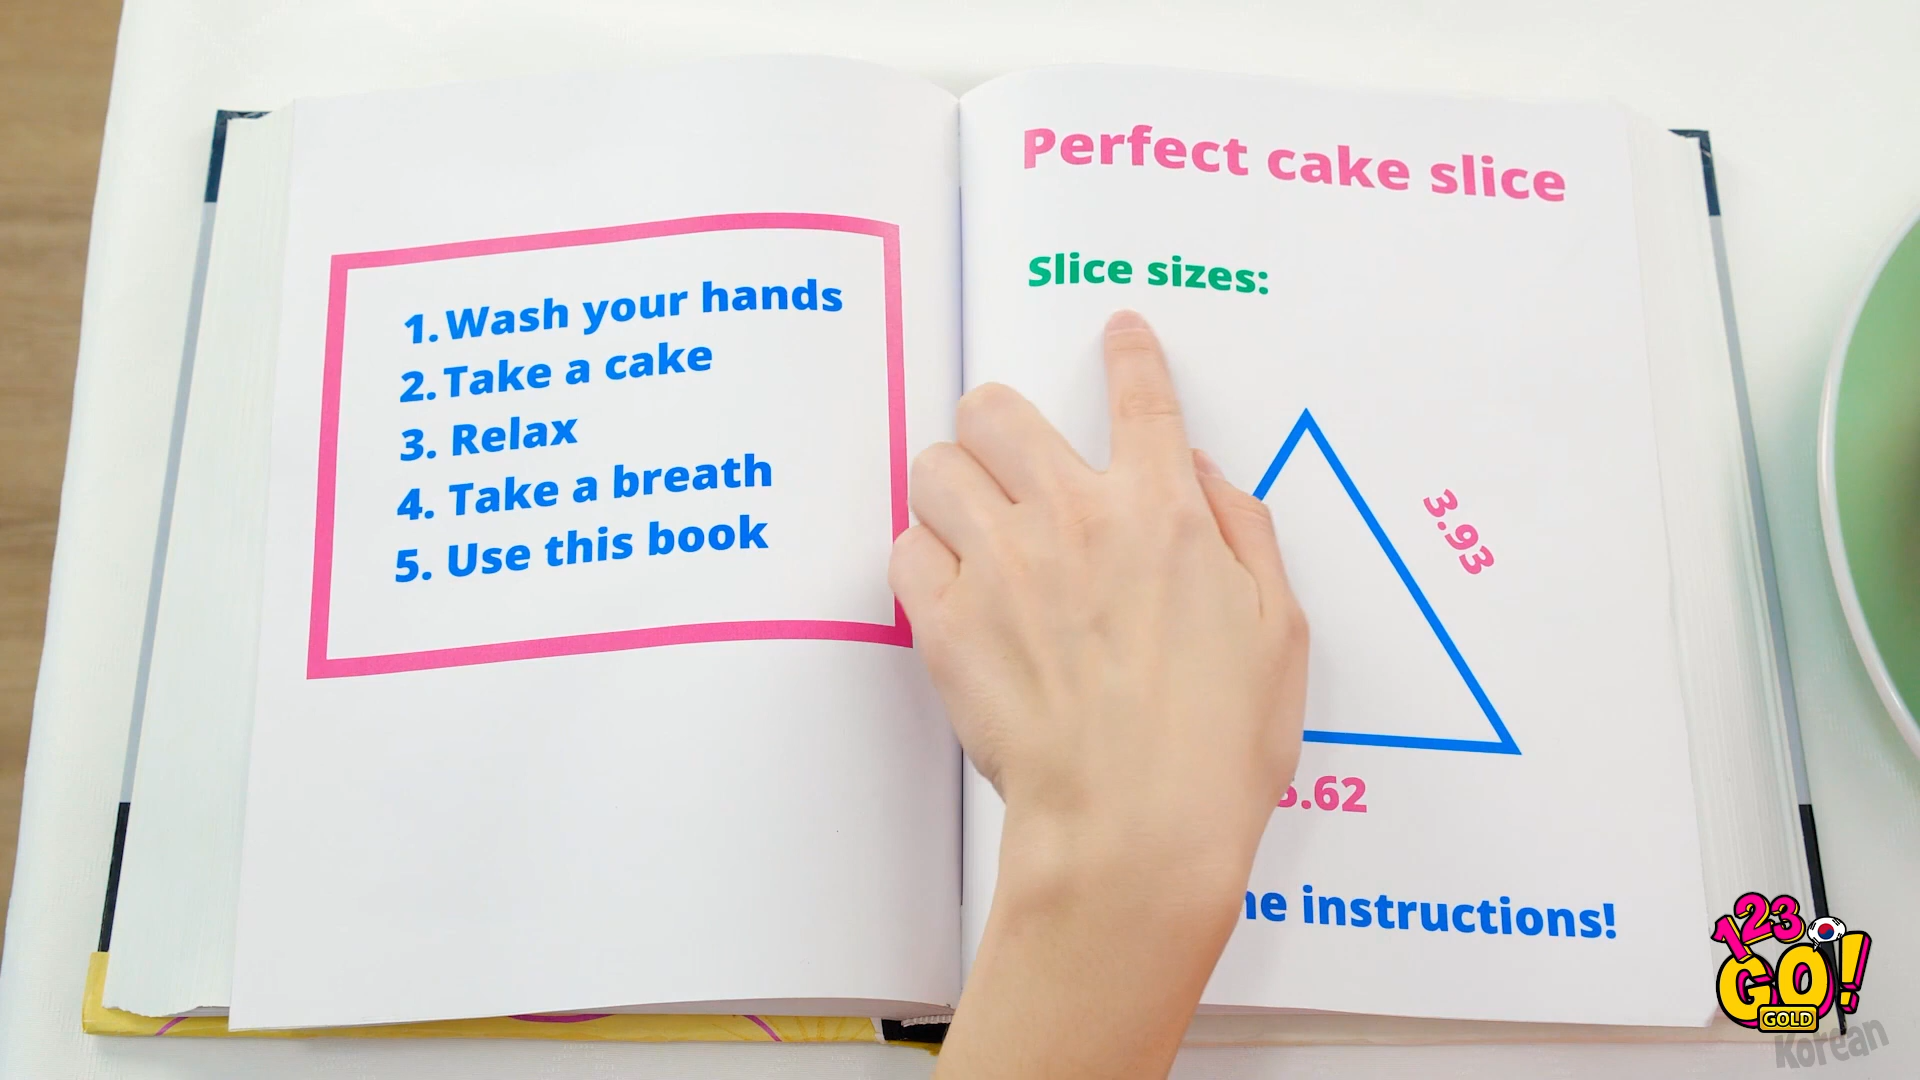 1. Wash your hands
2. Take a cake
3. Relax
4. Take a breath
5. Use this book
Perfect cake slice
Slice sizes:
3.93
.62
instructions!
123
GO!
GOLD
Korean